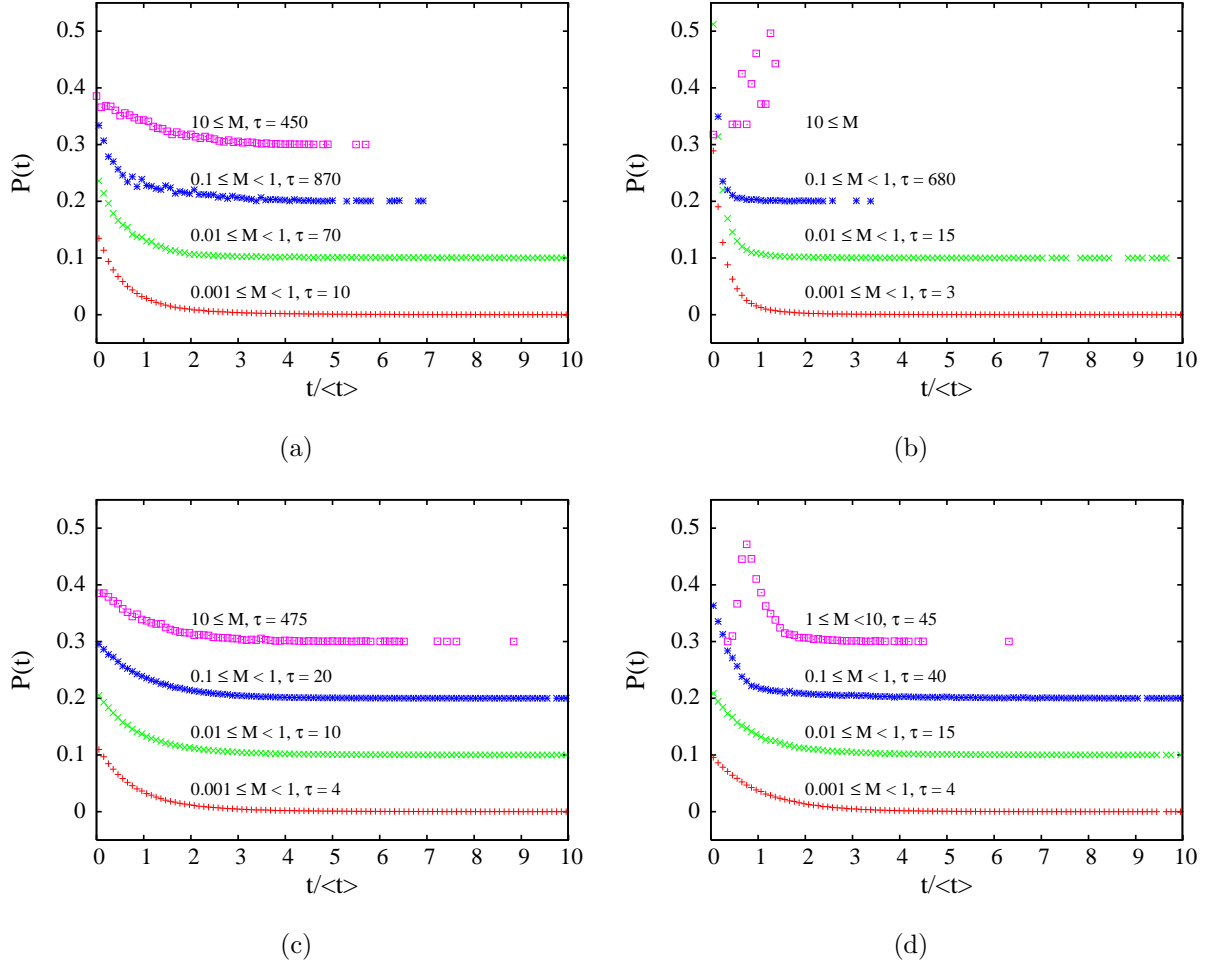 0.5
0.4
0.3
0.2
0.1
0
P(t)
10 ≤ M, τ = 450
0.1 ≤ M < 1, τ = 870
0.01 ≤ M < 1, τ = 70
0.001 ≤ M < 1, τ = 10
0 1 2 3 4 5 6 7 8 9 10
t/<t>
(a)
0.5
0.4
0.3
0.2
0.1
0
P(t)
10 ≤ M
0.1 ≤ M < 1, τ = 680
0.01 ≤ M < 1, τ = 15
0.001 ≤ M < 1, τ = 3
0 1 2 3 4 5 6 7 8 9 10
t/<t>
(b)
0.5
0.4
0.3
0.2
0.1
0
P(t)
10 ≤ M, τ = 475
0.1 ≤ M < 1, τ = 20
0.01 ≤ M < 1, τ = 10
0.001 ≤ M < 1, τ = 4
0 1 2 3 4 5 6 7 8 9 10
t/<t>
(c)
0.5
0.4
0.3
0.2
0.1
0
P(t)
1 ≤ M <10, τ = 45
0.1 ≤ M < 1, τ = 40
0.01 ≤ M < 1, τ = 15
0.001 ≤ M < 1, τ = 4
0 1 2 3 4 5 6 7 8 9 10
t/<t>
(d)